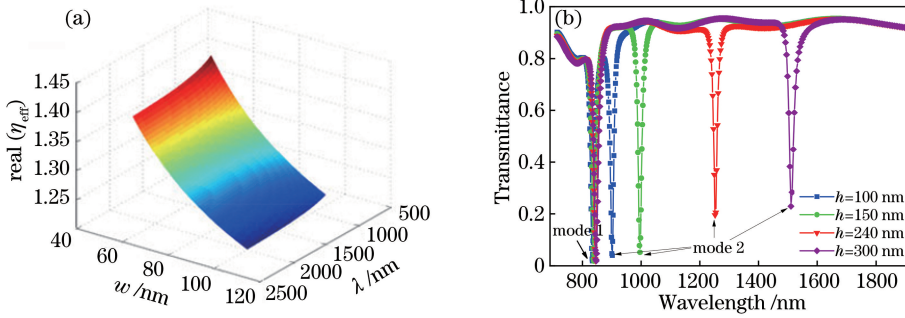 (a)
1.45
1.40
1.35
1.30
1.25
real (η_eff)
40
60
80
100
120
w /nm
500
1000
1500
2000
2500
λ /nm
(b)
1.0
0.8
0.6
0.4
0.2
0
Transmittance
mode 1
mode 2
h=100 nm
h=150 nm
h=240 nm
h=300 nm
800 1000 1200 1400 1600 1800
Wavelength /nm